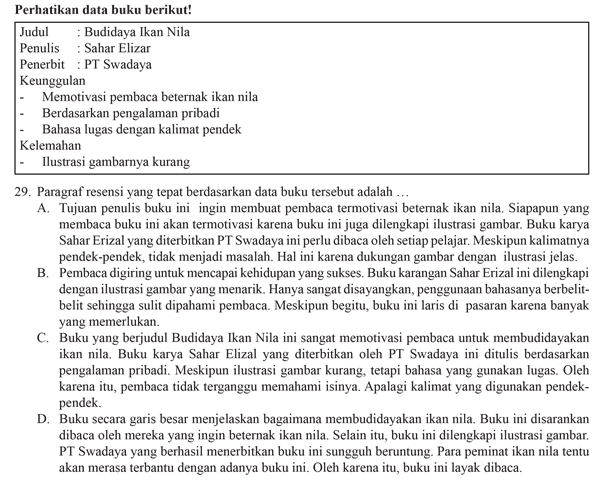 Perhatikan data buku berikut!
Judul : Budidaya Ikan Nila
Penulis : Sahar Elizar
Penerbit : PT Swadaya
Keunggulan
- Memotivasi pembaca beternak ikan nila
- Berdasarkan pengalaman pribadi
- Bahasa lugas dengan kalimat pendek
Kelemahan
- Ilustrasi gambarnya kurang
29. Paragraf resensi yang tepat berdasarkan data buku tersebut adalah …
A. Tujuan penulis buku ini ingin membuat pembaca termotivasi beternak ikan nila. Siapapun yang
membaca buku ini akan termotivasi karena buku ini juga dilengkapi ilustrasi gambar. Buku karya
Sahar Erizal yang diterbitkan PT Swadaya ini perlu dibaca oleh setiap pelajar. Meskipun kalimatnya
pendek-pendek, tidak menjadi masalah. Hal ini karena dukungan gambar dengan ilustrasi jelas.
B. Pembaca digiring untuk mencapai kehidupan yang sukses. Buku karangan Sahar Erizal ini dilengkapi
dengan ilustrasi gambar yang menarik. Hanya sangat disayangkan, penggunaan bahasanya berbelit-
belit sehingga sulit dipahami pembaca. Meskipun begitu, buku ini laris di pasaran karena banyak
yang memerlukan.
C. Buku yang berjudul Budidaya Ikan Nila ini sangat memotivasi pembaca untuk membudidayakan
ikan nila. Buku karya Sahar Elizal yang diterbitkan oleh PT Swadaya ini ditulis berdasarkan
pengalaman pribadi. Meskipun ilustrasi gambar kurang, tetapi bahasa yang gunakan lugas. Oleh
karena itu, pembaca tidak terganggu memahami isinya. Apalagi kalimat yang digunakan pendek-
pendek.
D. Buku secara garis besar menjelaskan bagaimana membudidayakan ikan nila. Buku ini disarankan
dibaca oleh mereka yang ingin beternak ikan nila. Selain itu, buku ini dilengkapi ilustrasi gambar.
PT Swadaya yang berhasil menerbitkan buku ini sungguh beruntung. Para peminat ikan nila tentu
akan merasa terbantu dengan adanya buku ini. Oleh karena itu, buku ini layak dibaca.